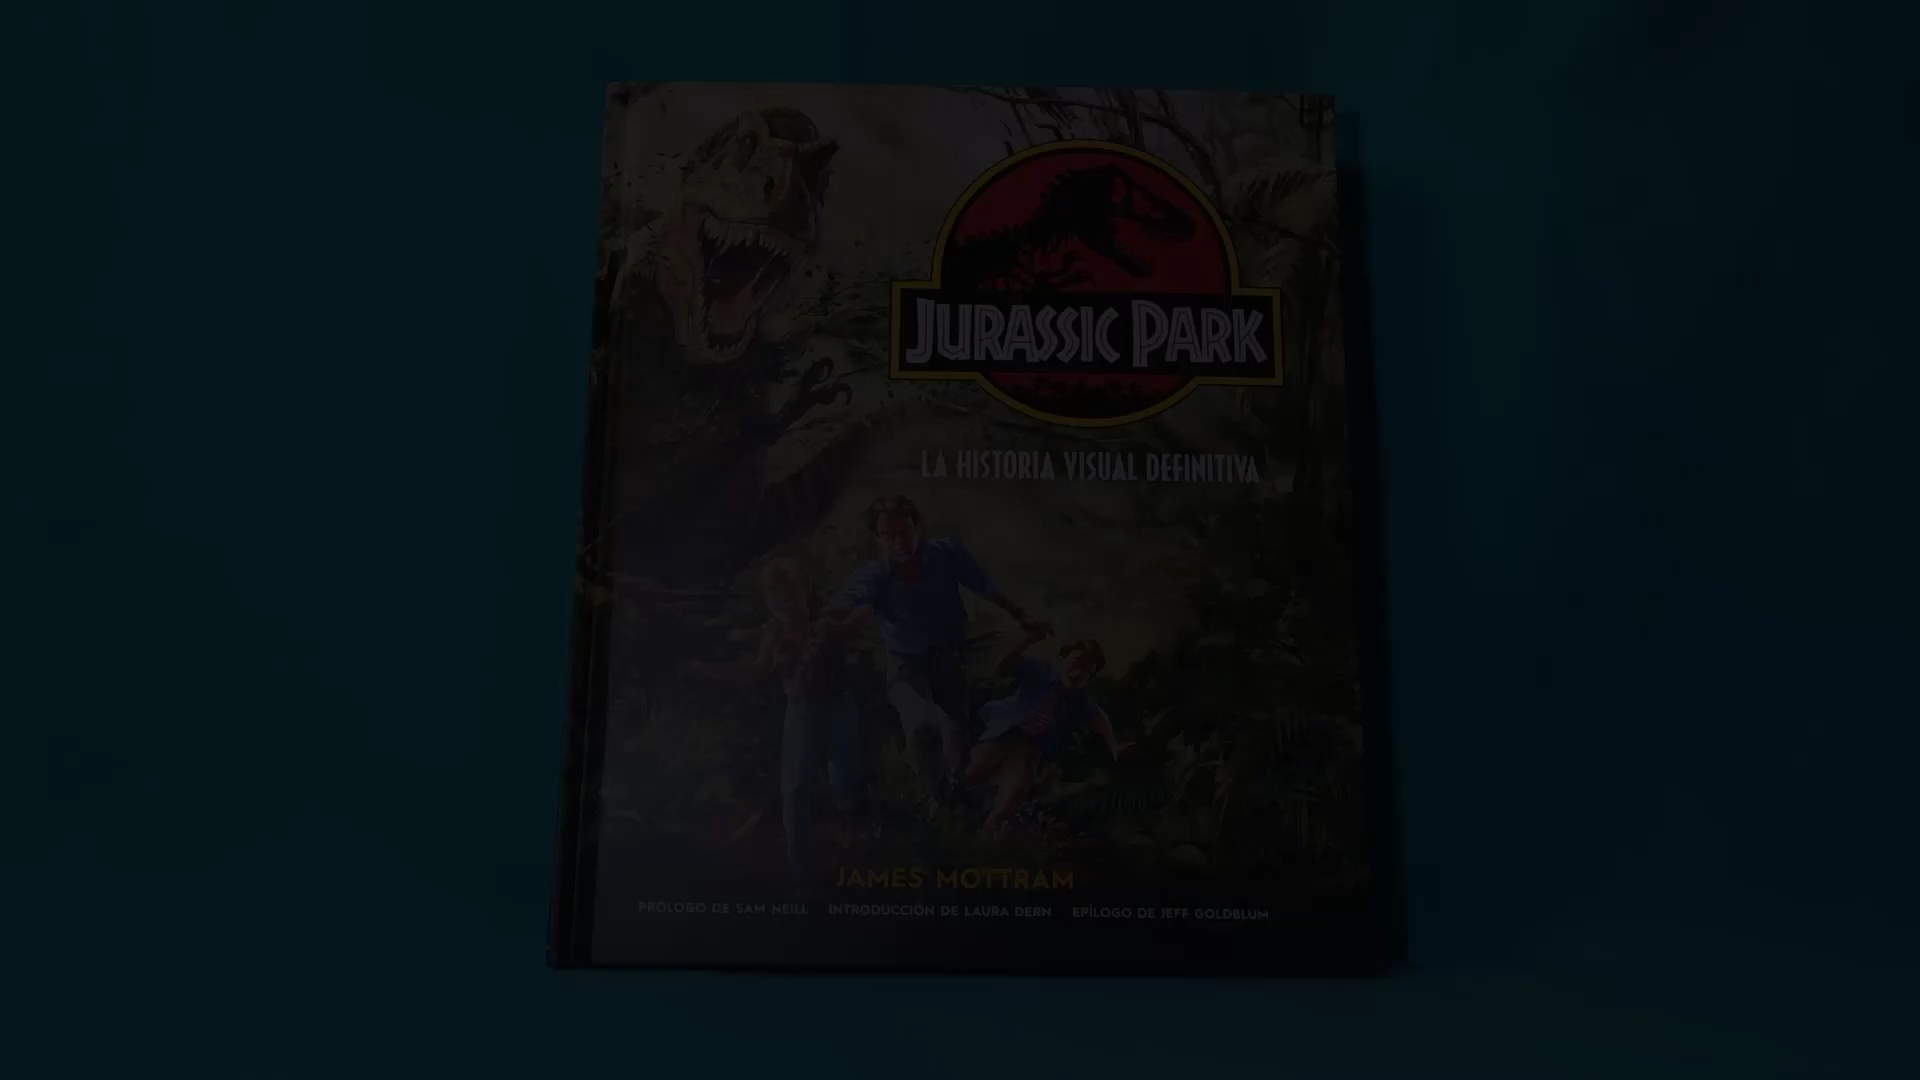 JURASSIC PARK
LA HISTORIA VISUAL DEFINITIVA
JAMES MOTTRAM
PRÓLOGO DE SAM NEILL INTRODUCCIÓN DE LAURA DERN EPÍLOGO DE JEFF GOLDBLUM